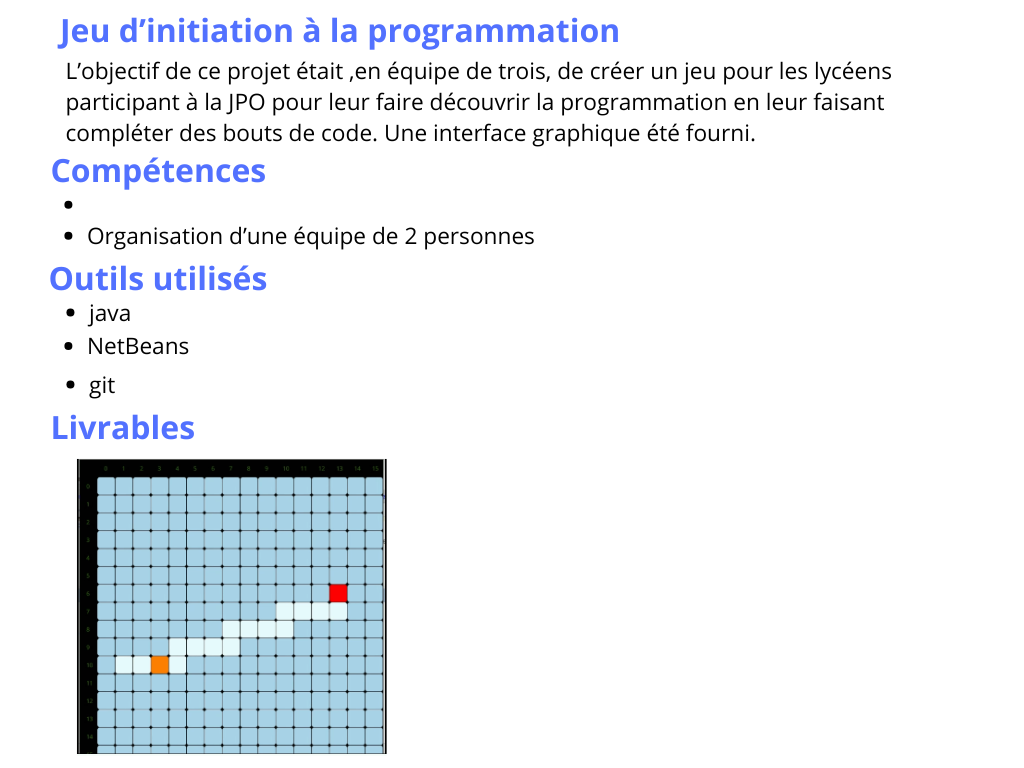 Jeu d’initiation à la programmation
L’objectif de ce projet était ,en équipe de trois, de créer un jeu pour les lycéens
participant à la JPO pour leur faire découvrir la programmation en leur faisant
compléter des bouts de code. Une interface graphique été fourni.
Compétences
•
• Organisation d’une équipe de 2 personnes
Outils utilisés
• java
• NetBeans
• git
Livrables
0 1 2 3 4 5 6 7 8 9 10 11 12 13 14 15
0
1
2
3
4
5
6
7
8
9
10
11
12
13
14